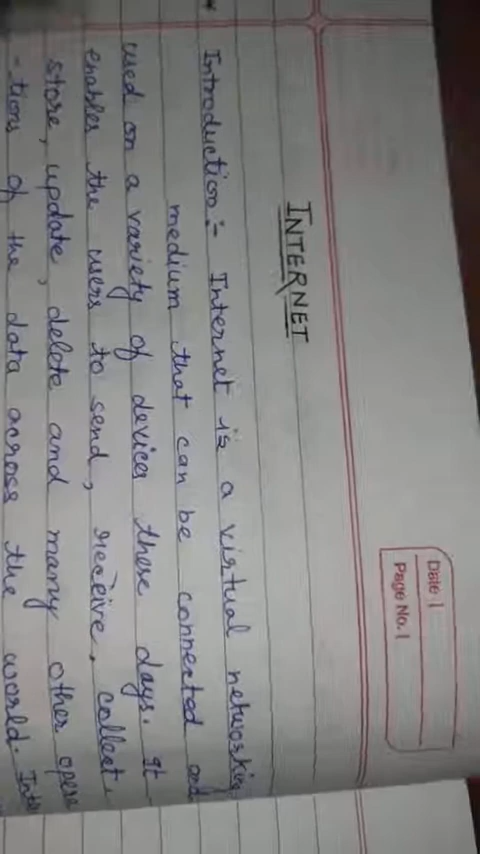 Date
Page No.
INTERNET
* Introduction:- Internet is a virtual networking
medium that can be connected and
used on a variety of devices these days. It
enables the users to send, receive, collect,
store, update, delete and many other opera
-tions of the data across the world.